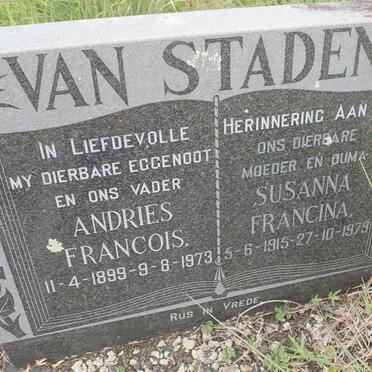 VAN STADEN
IN LIEFDEVOLLE
MY DIERBARE EGGENOOT
EN ONS VADER
ANDRIES
FRANCOIS.
11-4-1899-9-8-1973
HERINNERING AAN
ONS DIERBARE
MOEDER EN OUMA
SUSANNA
FRANCINA.
5-6-1915-27-10-1979
RUS IN VREDE